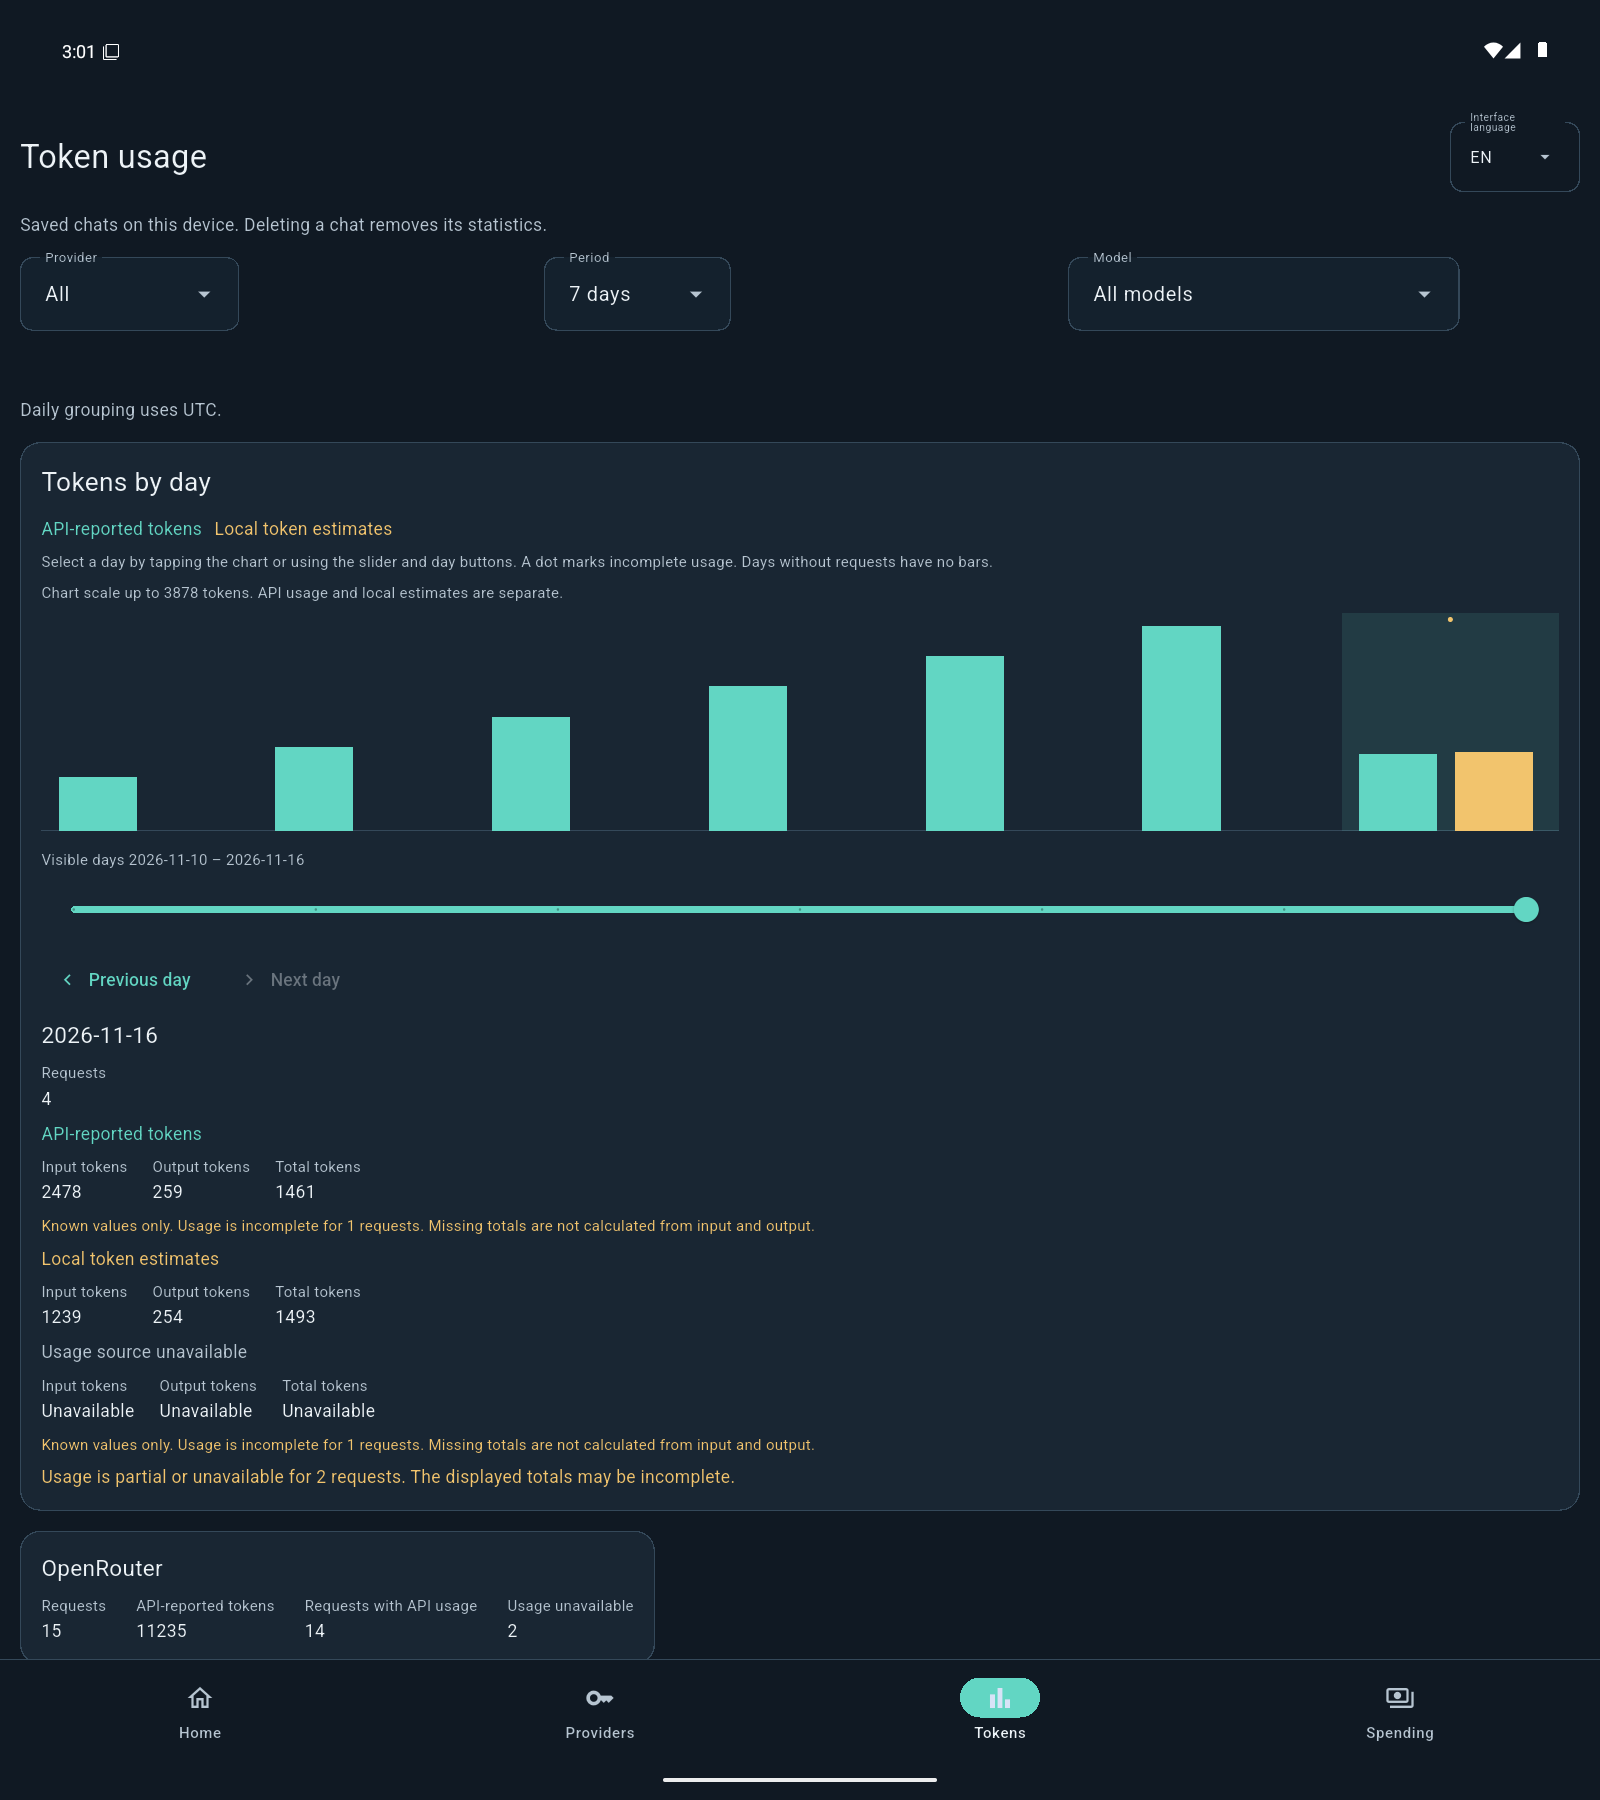 3:01
Interface language
Token usage
EN
Saved chats on this device. Deleting a chat removes its statistics.
Provider
All
Period
7 days
Model
All models
Daily grouping uses UTC.
Tokens by day
API-reported tokens Local token estimates
Select a day by tapping the chart or using the slider and day buttons. A dot marks incomplete usage. Days without requests have no bars.
Chart scale up to 3878 tokens. API usage and local estimates are separate.
Visible days 2026-11-10 – 2026-11-16
Previous day Next day
2026-11-16
Requests
4
API-reported tokens
Input tokens Output tokens Total tokens
2478 259 1461
Known values only. Usage is incomplete for 1 requests. Missing totals are not calculated from input and output.
Local token estimates
Input tokens Output tokens Total tokens
1239 254 1493
Usage source unavailable
Input tokens Output tokens Total tokens
Unavailable Unavailable Unavailable
Known values only. Usage is incomplete for 1 requests. Missing totals are not calculated from input and output.
Usage is partial or unavailable for 2 requests. The displayed totals may be incomplete.
OpenRouter
Requests API-reported tokens Requests with API usage Usage unavailable
15 11235 14 2
Home Providers Tokens Spending